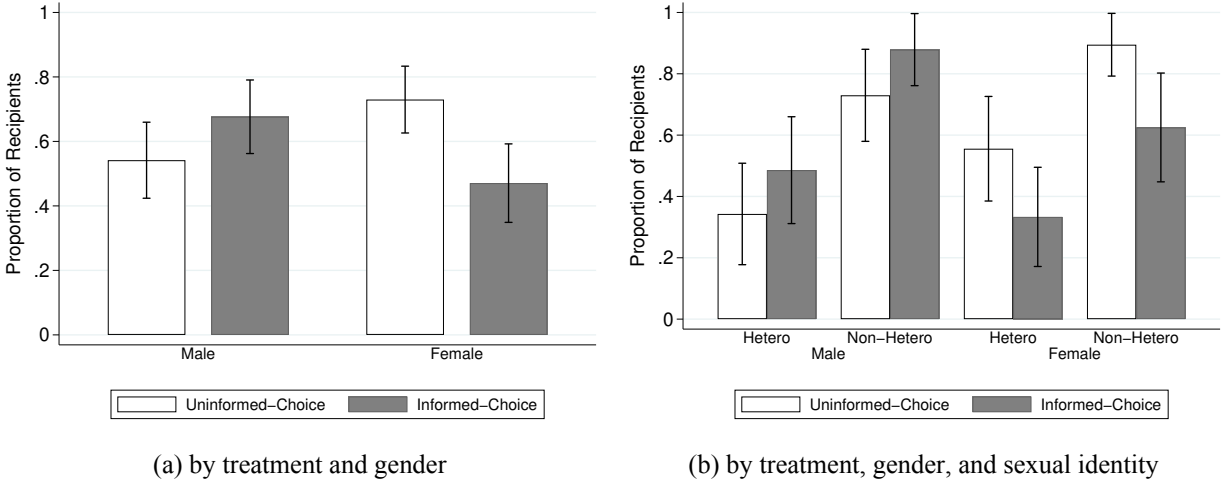 Proportion of Recipients
1
.8
.6
.4
.2
0
Male Female
Uninformed−Choice Informed−Choice
(a) by treatment and gender
Proportion of Recipients
1
.8
.6
.4
.2
0
Hetero Non−Hetero Hetero Non−Hetero
Male Female
Uninformed−Choice Informed−Choice
(b) by treatment, gender, and sexual identity